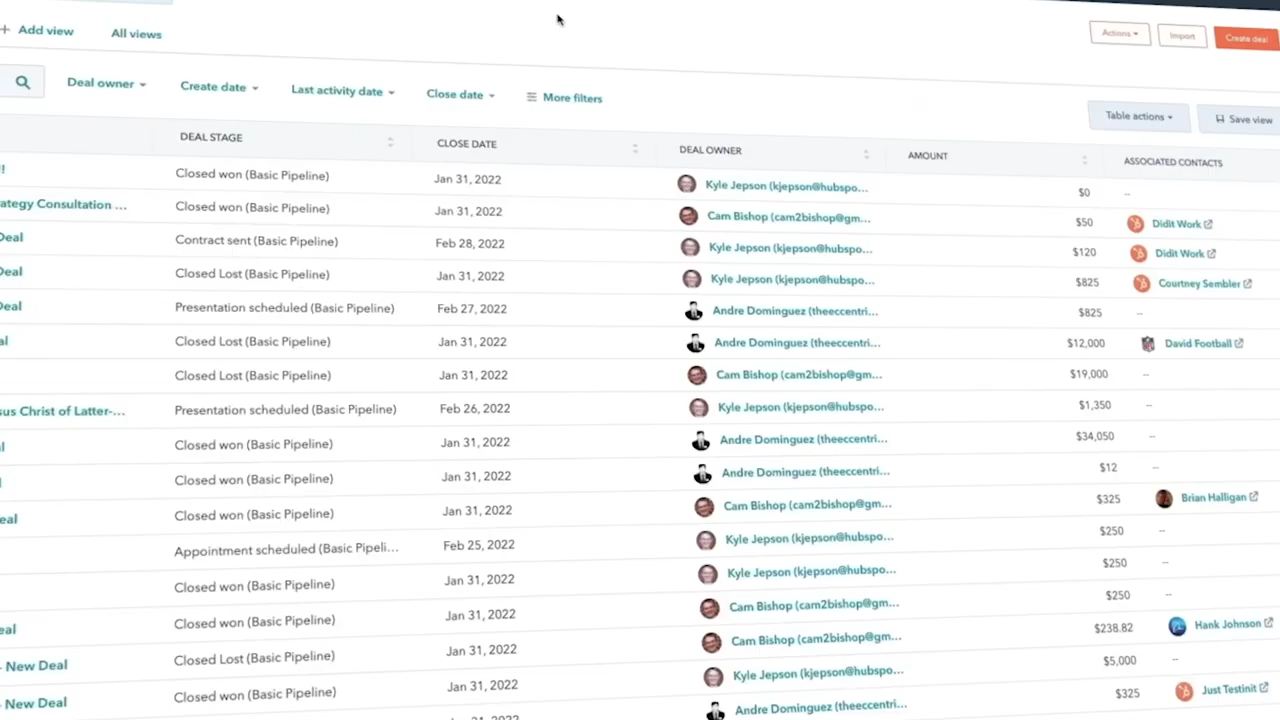 + Add view All views Actions Import Create deal
Deal owner Create date Last activity date Close date More filters Table actions Save view
DEAL STAGE CLOSE DATE DEAL OWNER AMOUNT ASSOCIATED CONTACTS
!! Closed won (Basic Pipeline) Jan 31, 2022 Kyle Jepson (kjepson@hubspo... $0 --
ategy Consultation ... Closed won (Basic Pipeline) Jan 31, 2022 Cam Bishop (cam2bishop@gm... $50 Didit Work
Deal Contract sent (Basic Pipeline) Feb 28, 2022 Kyle Jepson (kjepson@hubspo... $120 Didit Work
Deal Closed Lost (Basic Pipeline) Jan 31, 2022 Kyle Jepson (kjepson@hubspo... $825 Courtney Sembler
Deal Presentation scheduled (Basic Pipeline) Feb 27, 2022 Andre Dominguez (theeccentri... $825 --
al Closed Lost (Basic Pipeline) Jan 31, 2022 Andre Dominguez (theeccentri... $12,000 David Football
Closed Lost (Basic Pipeline) Jan 31, 2022 Cam Bishop (cam2bishop@gm... $19,000 --
sus Christ of Latter-... Presentation scheduled (Basic Pipeline) Feb 26, 2022 Kyle Jepson (kjepson@hubspo... $1,350 --
al Closed won (Basic Pipeline) Jan 31, 2022 Andre Dominguez (theeccentri... $34,050 --
Closed won (Basic Pipeline) Jan 31, 2022 Andre Dominguez (theeccentri... $12 --
eal Closed won (Basic Pipeline) Jan 31, 2022 Cam Bishop (cam2bishop@gm... $325 Brian Halligan
Appointment scheduled (Basic Pipeli... Feb 25, 2022 Kyle Jepson (kjepson@hubspo... $250 --
Closed won (Basic Pipeline) Jan 31, 2022 Kyle Jepson (kjepson@hubspo... $250 --
eal Closed won (Basic Pipeline) Jan 31, 2022 Cam Bishop (cam2bishop@gm... $250 --
- New Deal Closed Lost (Basic Pipeline) Jan 31, 2022 Cam Bishop (cam2bishop@gm... $238.82 Hank Johnson
- New Deal Closed won (Basic Pipeline) Jan 31, 2022 Kyle Jepson (kjepson@hubspo... $5,000 --
Andre Dominguez (theeccentri... $325 Just Testinit